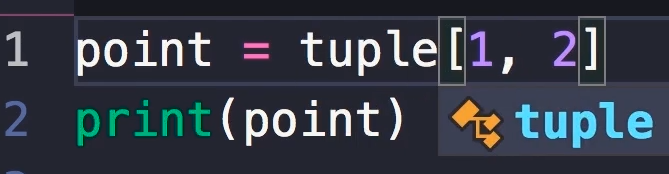 1 point = tuple[1, 2]
2 print(point) tuple